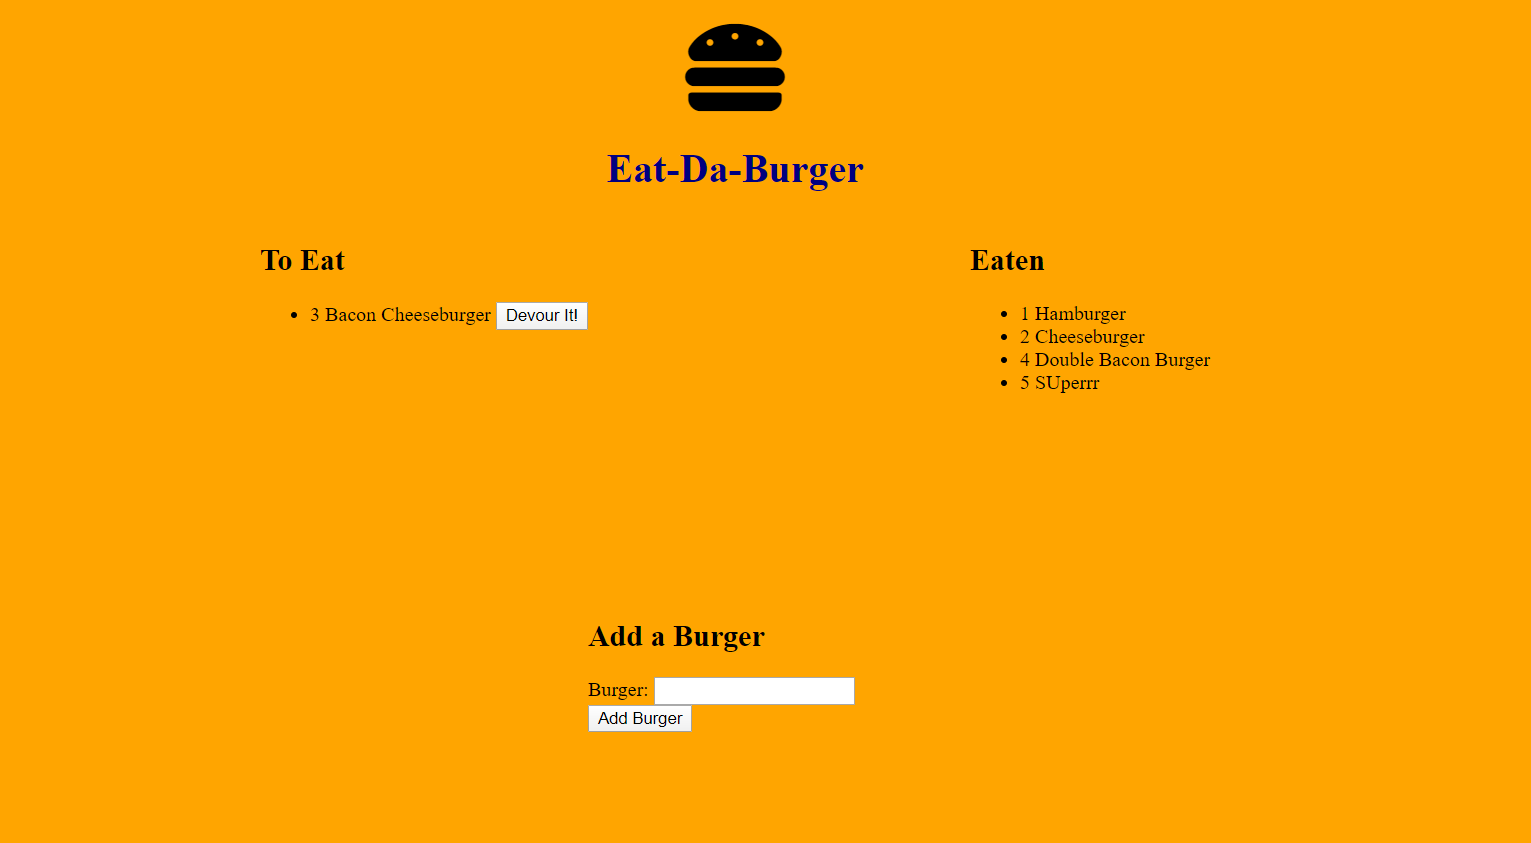 Eat-Da-Burger
To Eat
3 Bacon Cheeseburger Devour It!
Eaten
1 Hamburger
2 Cheeseburger
4 Double Bacon Burger
5 SUperrr
Add a Burger
Burger:
Add Burger